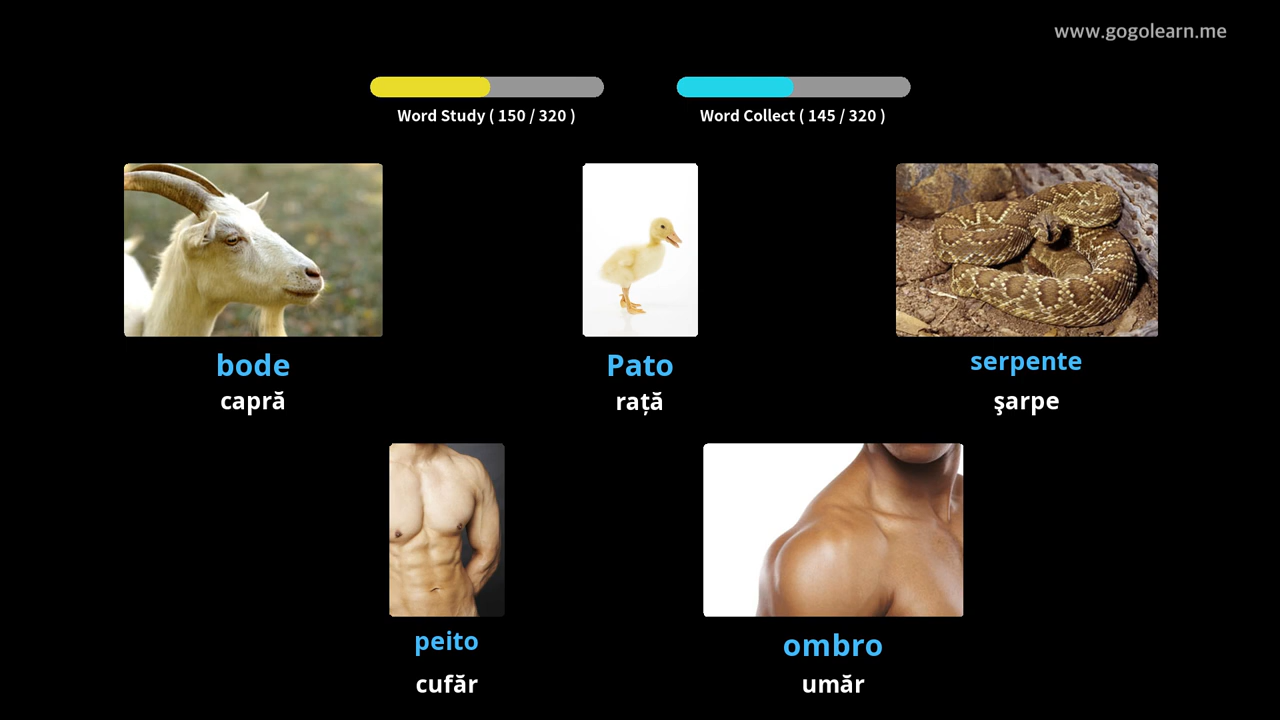 www.gogolearn.me
Word Study ( 150 / 320 )
Word Collect ( 145 / 320 )
bode
capră
Pato
rață
serpente
şarpe
peito
cufăr
ombro
umăr